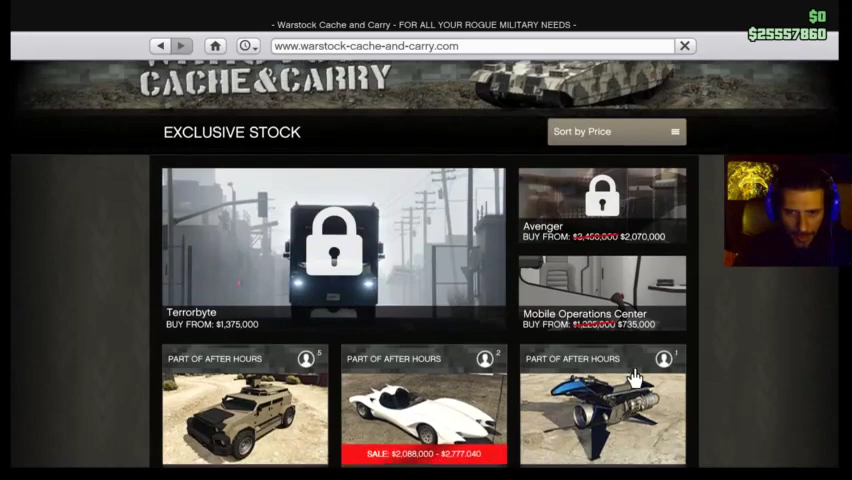 - Warstock Cache and Carry - FOR ALL YOUR ROGUE MILITARY NEEDS -
$0
$25557860
www.warstock-cache-and-carry.com
CACHE&CARRY
EXCLUSIVE STOCK
Sort by Price
Terrorbyte
BUY FROM: $1,375,000
Avenger
BUY FROM: $3,450,000 $2,070,000
Mobile Operations Center
BUY FROM: $1,225,000 $735,000
PART OF AFTER HOURS 5
PART OF AFTER HOURS 2
PART OF AFTER HOURS 1
SALE: $2,088,000 - $2,777,040